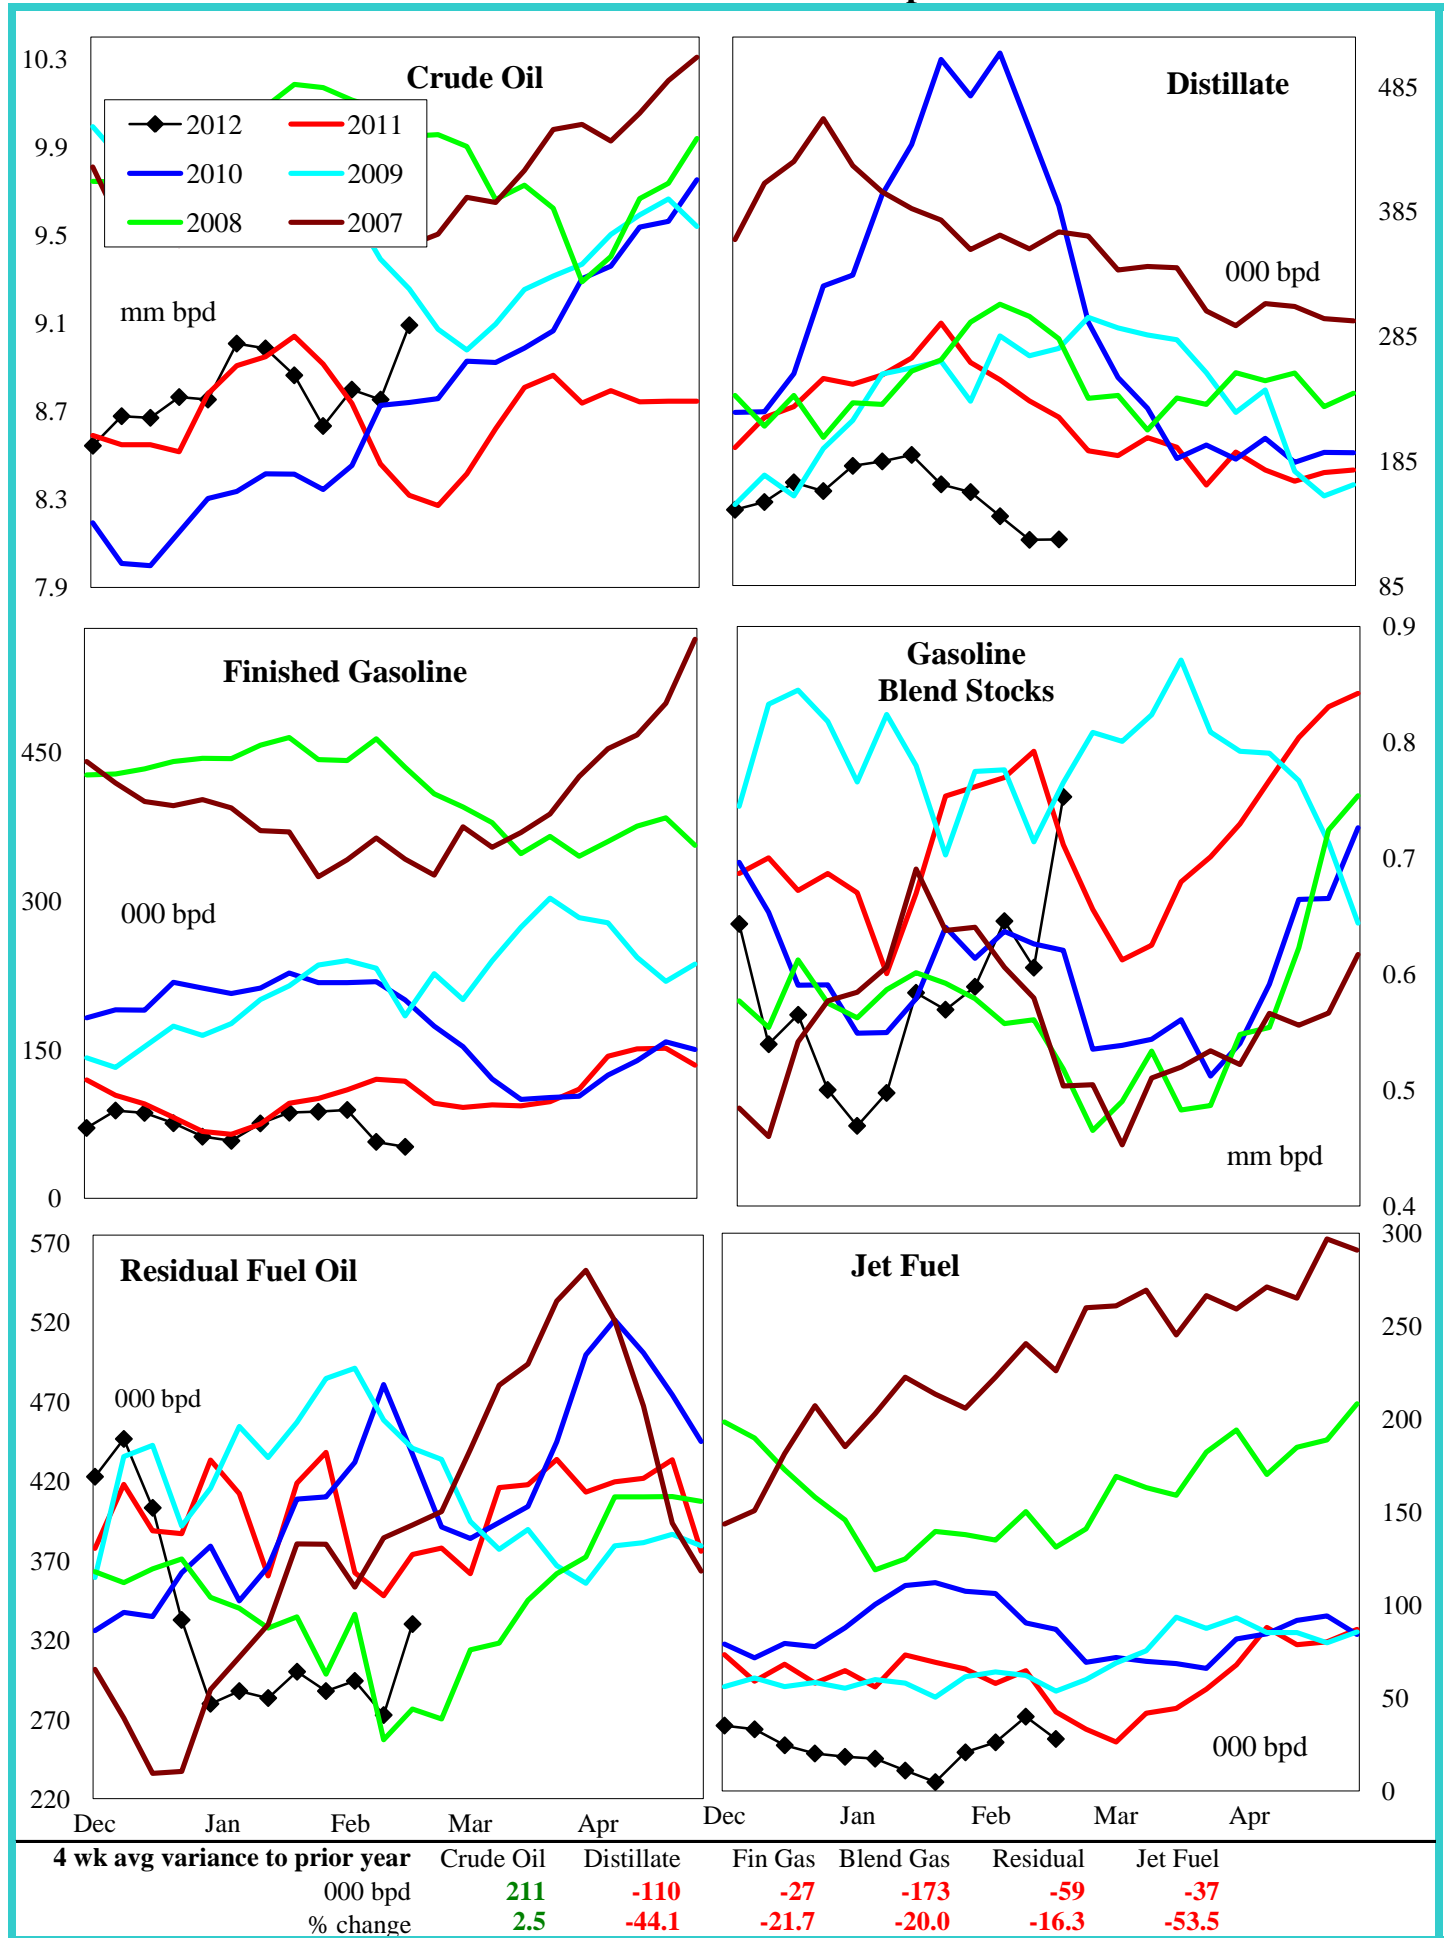 10.3
9.9
9.5
9.1
8.7
8.3
7.9
Crude Oil
2012 2011
2010 2009
2008 2007
mm bpd
Distillate
000 bpd
485
385
285
185
85
Finished Gasoline
450
300
150
0
000 bpd
Gasoline
Blend Stocks
mm bpd
0.9
0.8
0.7
0.6
0.5
0.4
570
520
470
420
370
320
270
220
Residual Fuel Oil
000 bpd
Dec Jan Feb Mar Apr
Jet Fuel
000 bpd
300
250
200
150
100
50
0
Dec Jan Feb Mar Apr
4 wk avg variance to prior year Crude Oil Distillate Fin Gas Blend Gas Residual Jet Fuel
000 bpd 211 -110 -27 -173 -59 -37
% change 2.5 -44.1 -21.7 -20.0 -16.3 -53.5